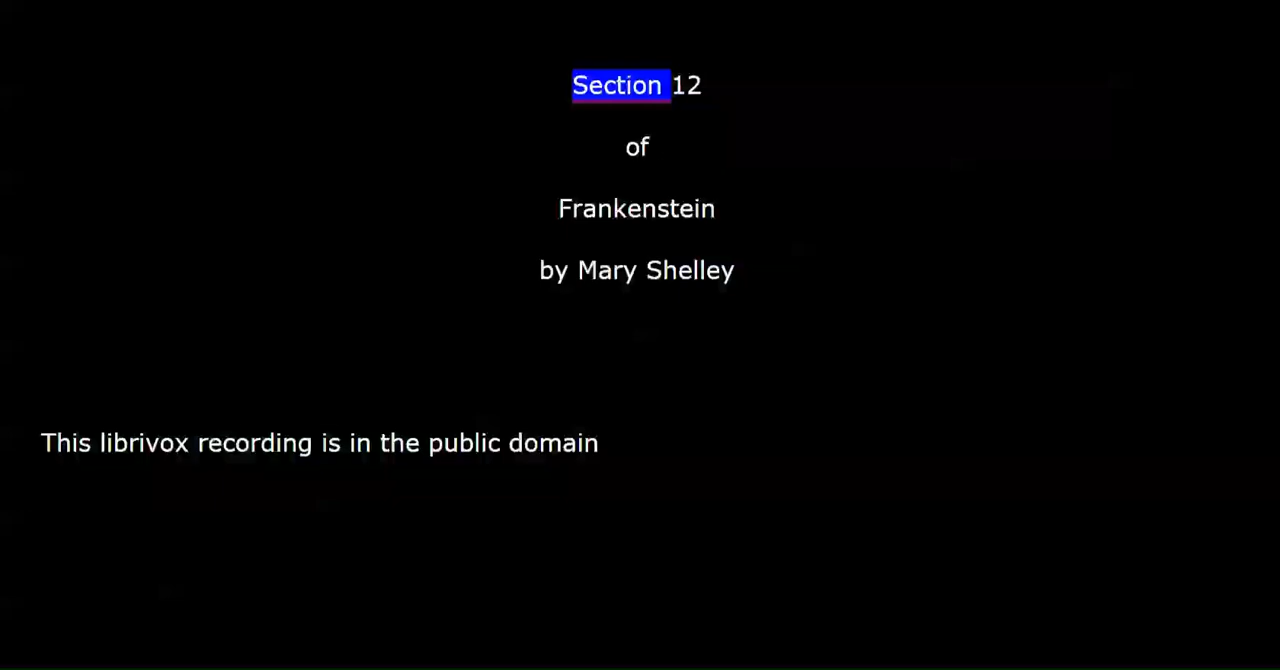 Section 12
of
Frankenstein
by Mary Shelley
This librivox recording is in the public domain